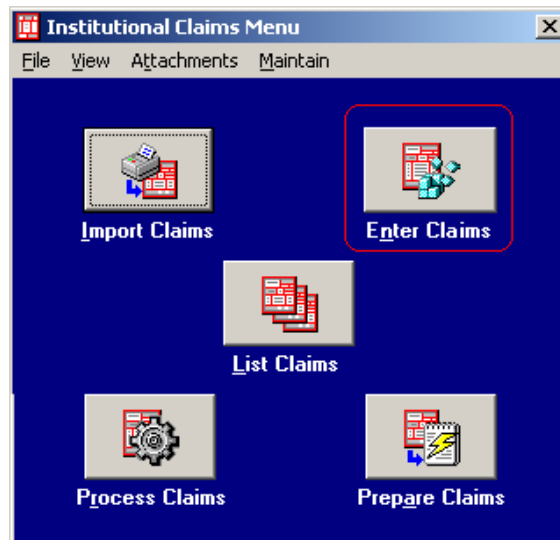 Institutional Claims Menu
File View Attachments Maintain
Import Claims
Enter Claims
List Claims
Process Claims
Prepare Claims